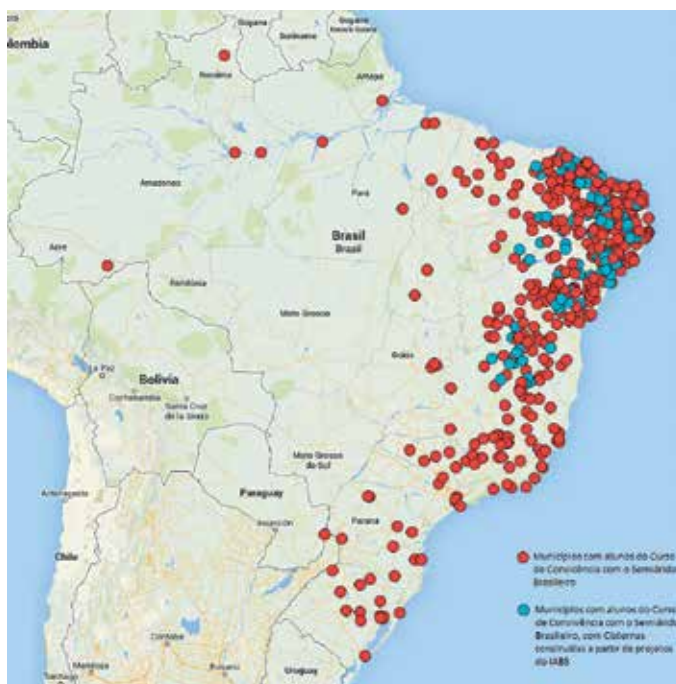 Guyana
Suriname
Guyane
Roraima
Amapá
Amazonas
Pará
Brasil
Brasil
Acre
Rondônia
Mato Grosso
Goiás
La Paz
Bolívia
Cochabamba
Santa Cruz
de la Sierra
Mato Grosso
do Sul
Paraguay
Antofagasta
Asunción
Paraná
Chile
Córdoba
Uruguay
Mendoza
Rosario
Santiago
Municípios com alunos do Curso
de Convivência com o Semiárido
Brasileiro
Municípios com alunos do Curso
de Convivência com o Semiárido
Brasileiro, com Cisternas
construídas a partir de projetos
do IABS